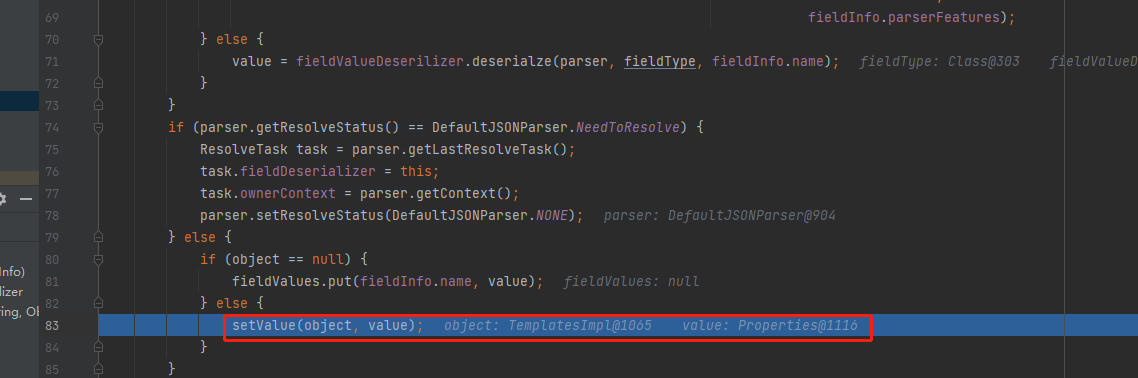 69 fieldInfo.parserFeatures);
70 } else {
71 value = fieldValueDeserilizer.deserialze(parser, fieldType, fieldInfo.name); fieldType: Class@303 fieldValueD
72 }
73 }
74 if (parser.getResolveStatus() == DefaultJSONParser.NeedToResolve) {
75 ResolveTask task = parser.getLastResolveTask();
76 task.fieldDeserializer = this;
77 task.ownerContext = parser.getContext();
78 parser.setResolveStatus(DefaultJSONParser.NONE); parser: DefaultJSONParser@904
79 } else {
80 if (object == null) {
nfo)
81 fieldValues.put(fieldInfo.name, value); fieldValues: null
lizer
82 } else {
ring, Ob
83 setValue(object, value); object: TemplatesImpl@1065 value: Properties@1116
84 }
85 }